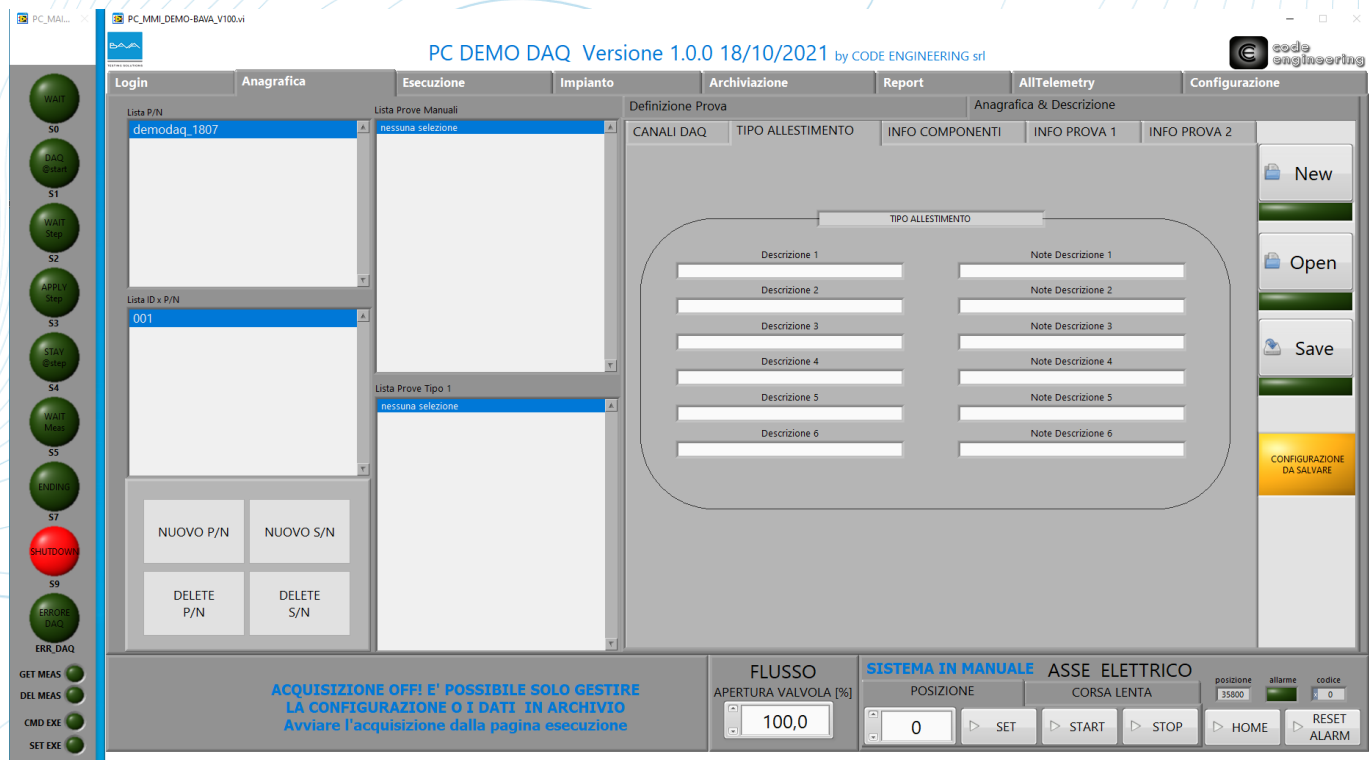 PC_MAI...
PC_MMI_DEMO-BAVA_V100.vi
BAVA
TESTING SOLUTIONS
PC DEMO DAQ Versione 1.0.0 18/10/2021 by CODE ENGINEERING srl
code
engineering
Login Anagrafica Esecuzione Impianto Archiviazione Report AllTelemetry Configurazione
WAIT
S0
DAQ
@start
S1
WAIT
Step
S2
APPLY
Step
S3
STAY
@step
S4
WAIT
Meas
S5
ENDING
S7
SHUTDOWN
S9
ERRORE
DAQ
ERR_DAQ
GET MEAS
DEL MEAS
CMD EXE
SET EXE
Lista P/N
demodaq_1807
Lista ID x P/N
001
NUOVO P/N NUOVO S/N
DELETE
P/N
DELETE
S/N
Lista Prove Manuali
nessuna selezione
Lista Prove Tipo 1
nessuna selezione
Definizione Prova Anagrafica & Descrizione
CANALI DAQ TIPO ALLESTIMENTO INFO COMPONENTI INFO PROVA 1 INFO PROVA 2
TIPO ALLESTIMENTO
Descrizione 1 Note Descrizione 1
Descrizione 2 Note Descrizione 2
Descrizione 3 Note Descrizione 3
Descrizione 4 Note Descrizione 4
Descrizione 5 Note Descrizione 5
Descrizione 6 Note Descrizione 6
New
Open
Save
CONFIGURAZIONE
DA SALVARE
ACQUISIZIONE OFF! E' POSSIBILE SOLO GESTIRE
LA CONFIGURAZIONE O I DATI IN ARCHIVIO
Avviare l'acquisizione dalla pagina esecuzione
FLUSSO
APERTURA VALVOLA [%]
100,0
SISTEMA IN MANUALE ASSE ELETTRICO
POSIZIONE CORSA LENTA
0 SET START STOP
posizione allarme codice
35800 0
HOME
RESET
ALARM